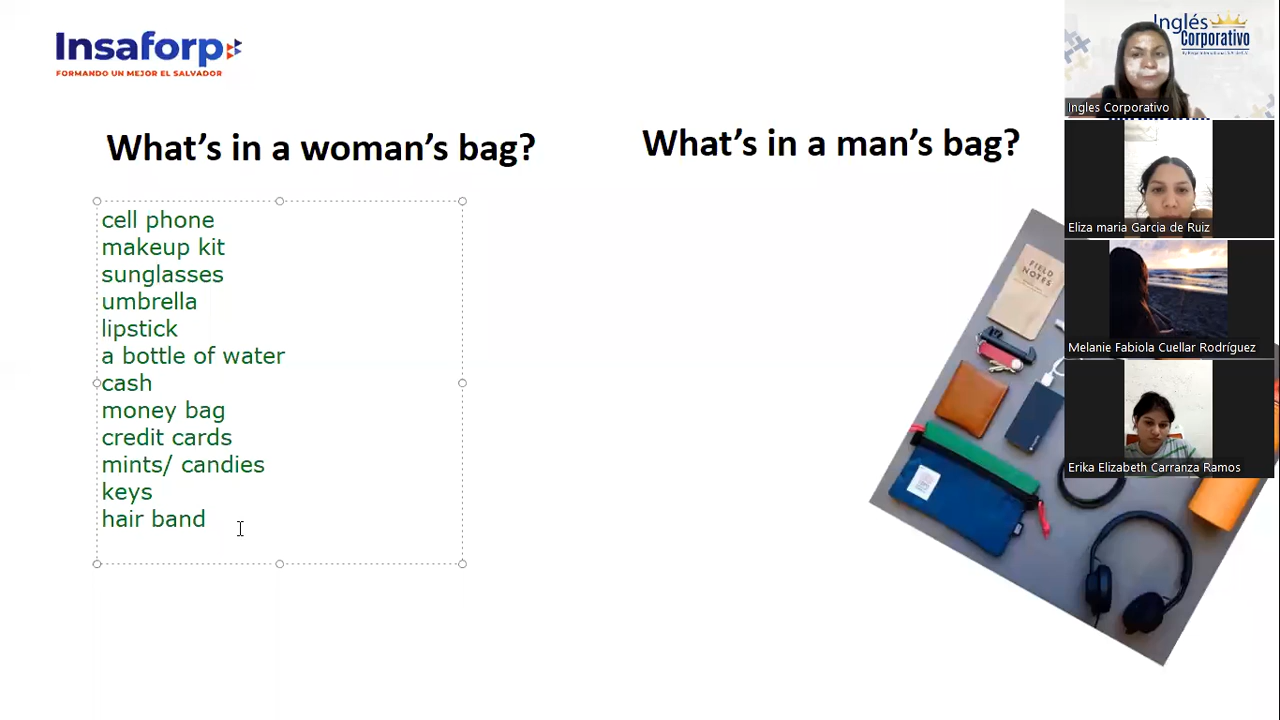 Insaforp
FORMANDO UN MEJOR EL SALVADOR
What's in a woman's bag?
What's in a man's bag?
cell phone
makeup kit
sunglasses
umbrella
lipstick
a bottle of water
cash
money bag
credit cards
mints/ candies
keys
hair band
FIELD
NOTES
Inglés
Corporativo
Ingles Corporativo
Eliza maria Garcia de Ruiz
Melanie Fabiola Cuellar Rodríguez
Erika Elizabeth Carranza Ramos